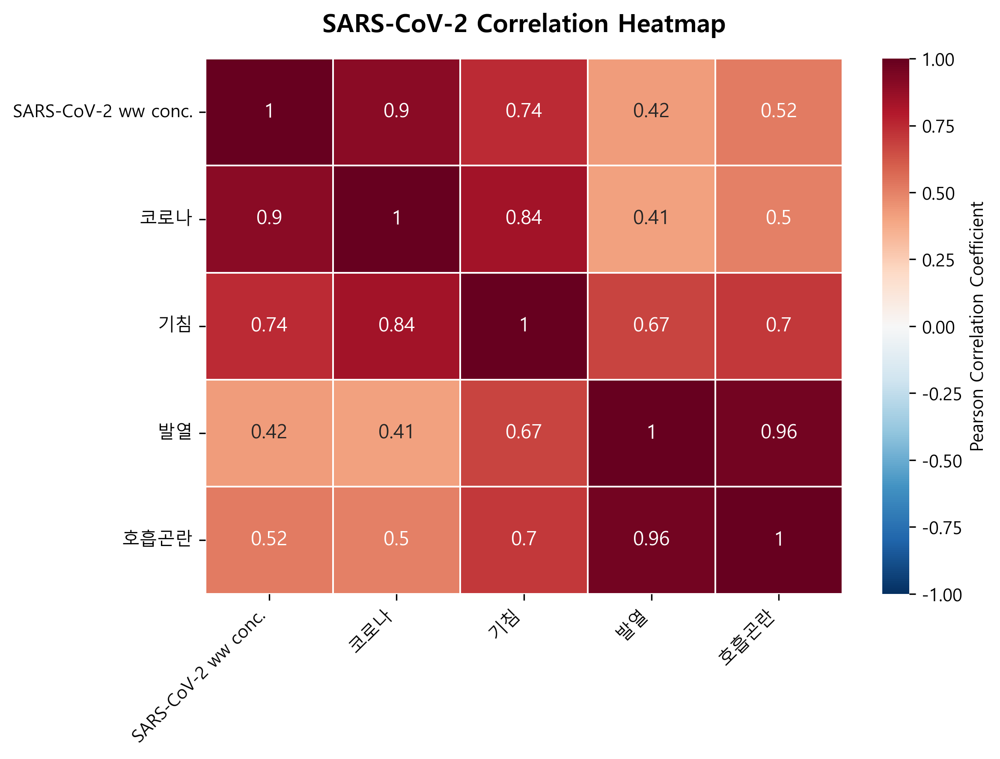 SARS-CoV-2 Correlation Heatmap
SARS-CoV-2 ww conc. 1 0.9 0.74 0.42 0.52
코로나 0.9 1 0.84 0.41 0.5
기침 0.74 0.84 1 0.67 0.7
발열 0.42 0.41 0.67 1 0.96
호흡곤란 0.52 0.5 0.7 0.96 1
SARS-CoV-2 ww conc. 코로나 기침 발열 호흡곤란
1.00
0.75
0.50
0.25
0.00
-0.25
-0.50
-0.75
-1.00
Pearson Correlation Coefficient